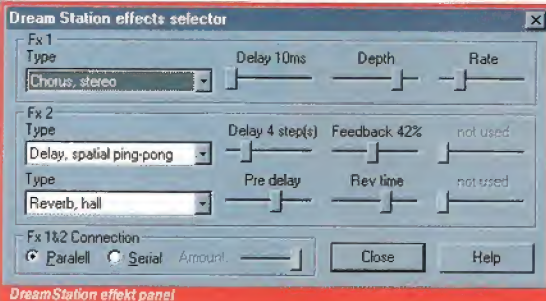 Dream Station effects selector
Fx 1
Type Delay 10ms Depth Rate
Chorus, stereo
Fx 2
Type Delay 4 step(s) Feedback 42% not used
Delay, spatial ping-pong
Type Pre delay Rev time not used
Reverb, hall
Fx 1&2 Connection
Paralell Serial Amount Close Help
DreamStation effekt panel